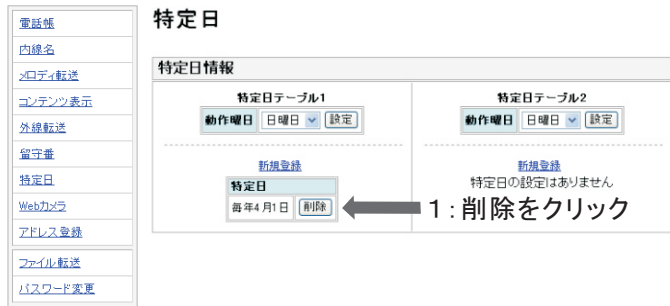 電話帳
内線名
メロディ転送
コンテンツ表示
外線転送
留守番
特定日
Webカメラ
アドレス登録
ファイル転送
パスワード変更
特定日
特定日情報
特定日テーブル1
動作曜日 日曜日 設定
新規登録
特定日
毎年4月1日 削除
特定日テーブル2
動作曜日 日曜日 設定
新規登録
特定日の設定はありません
1:削除をクリック